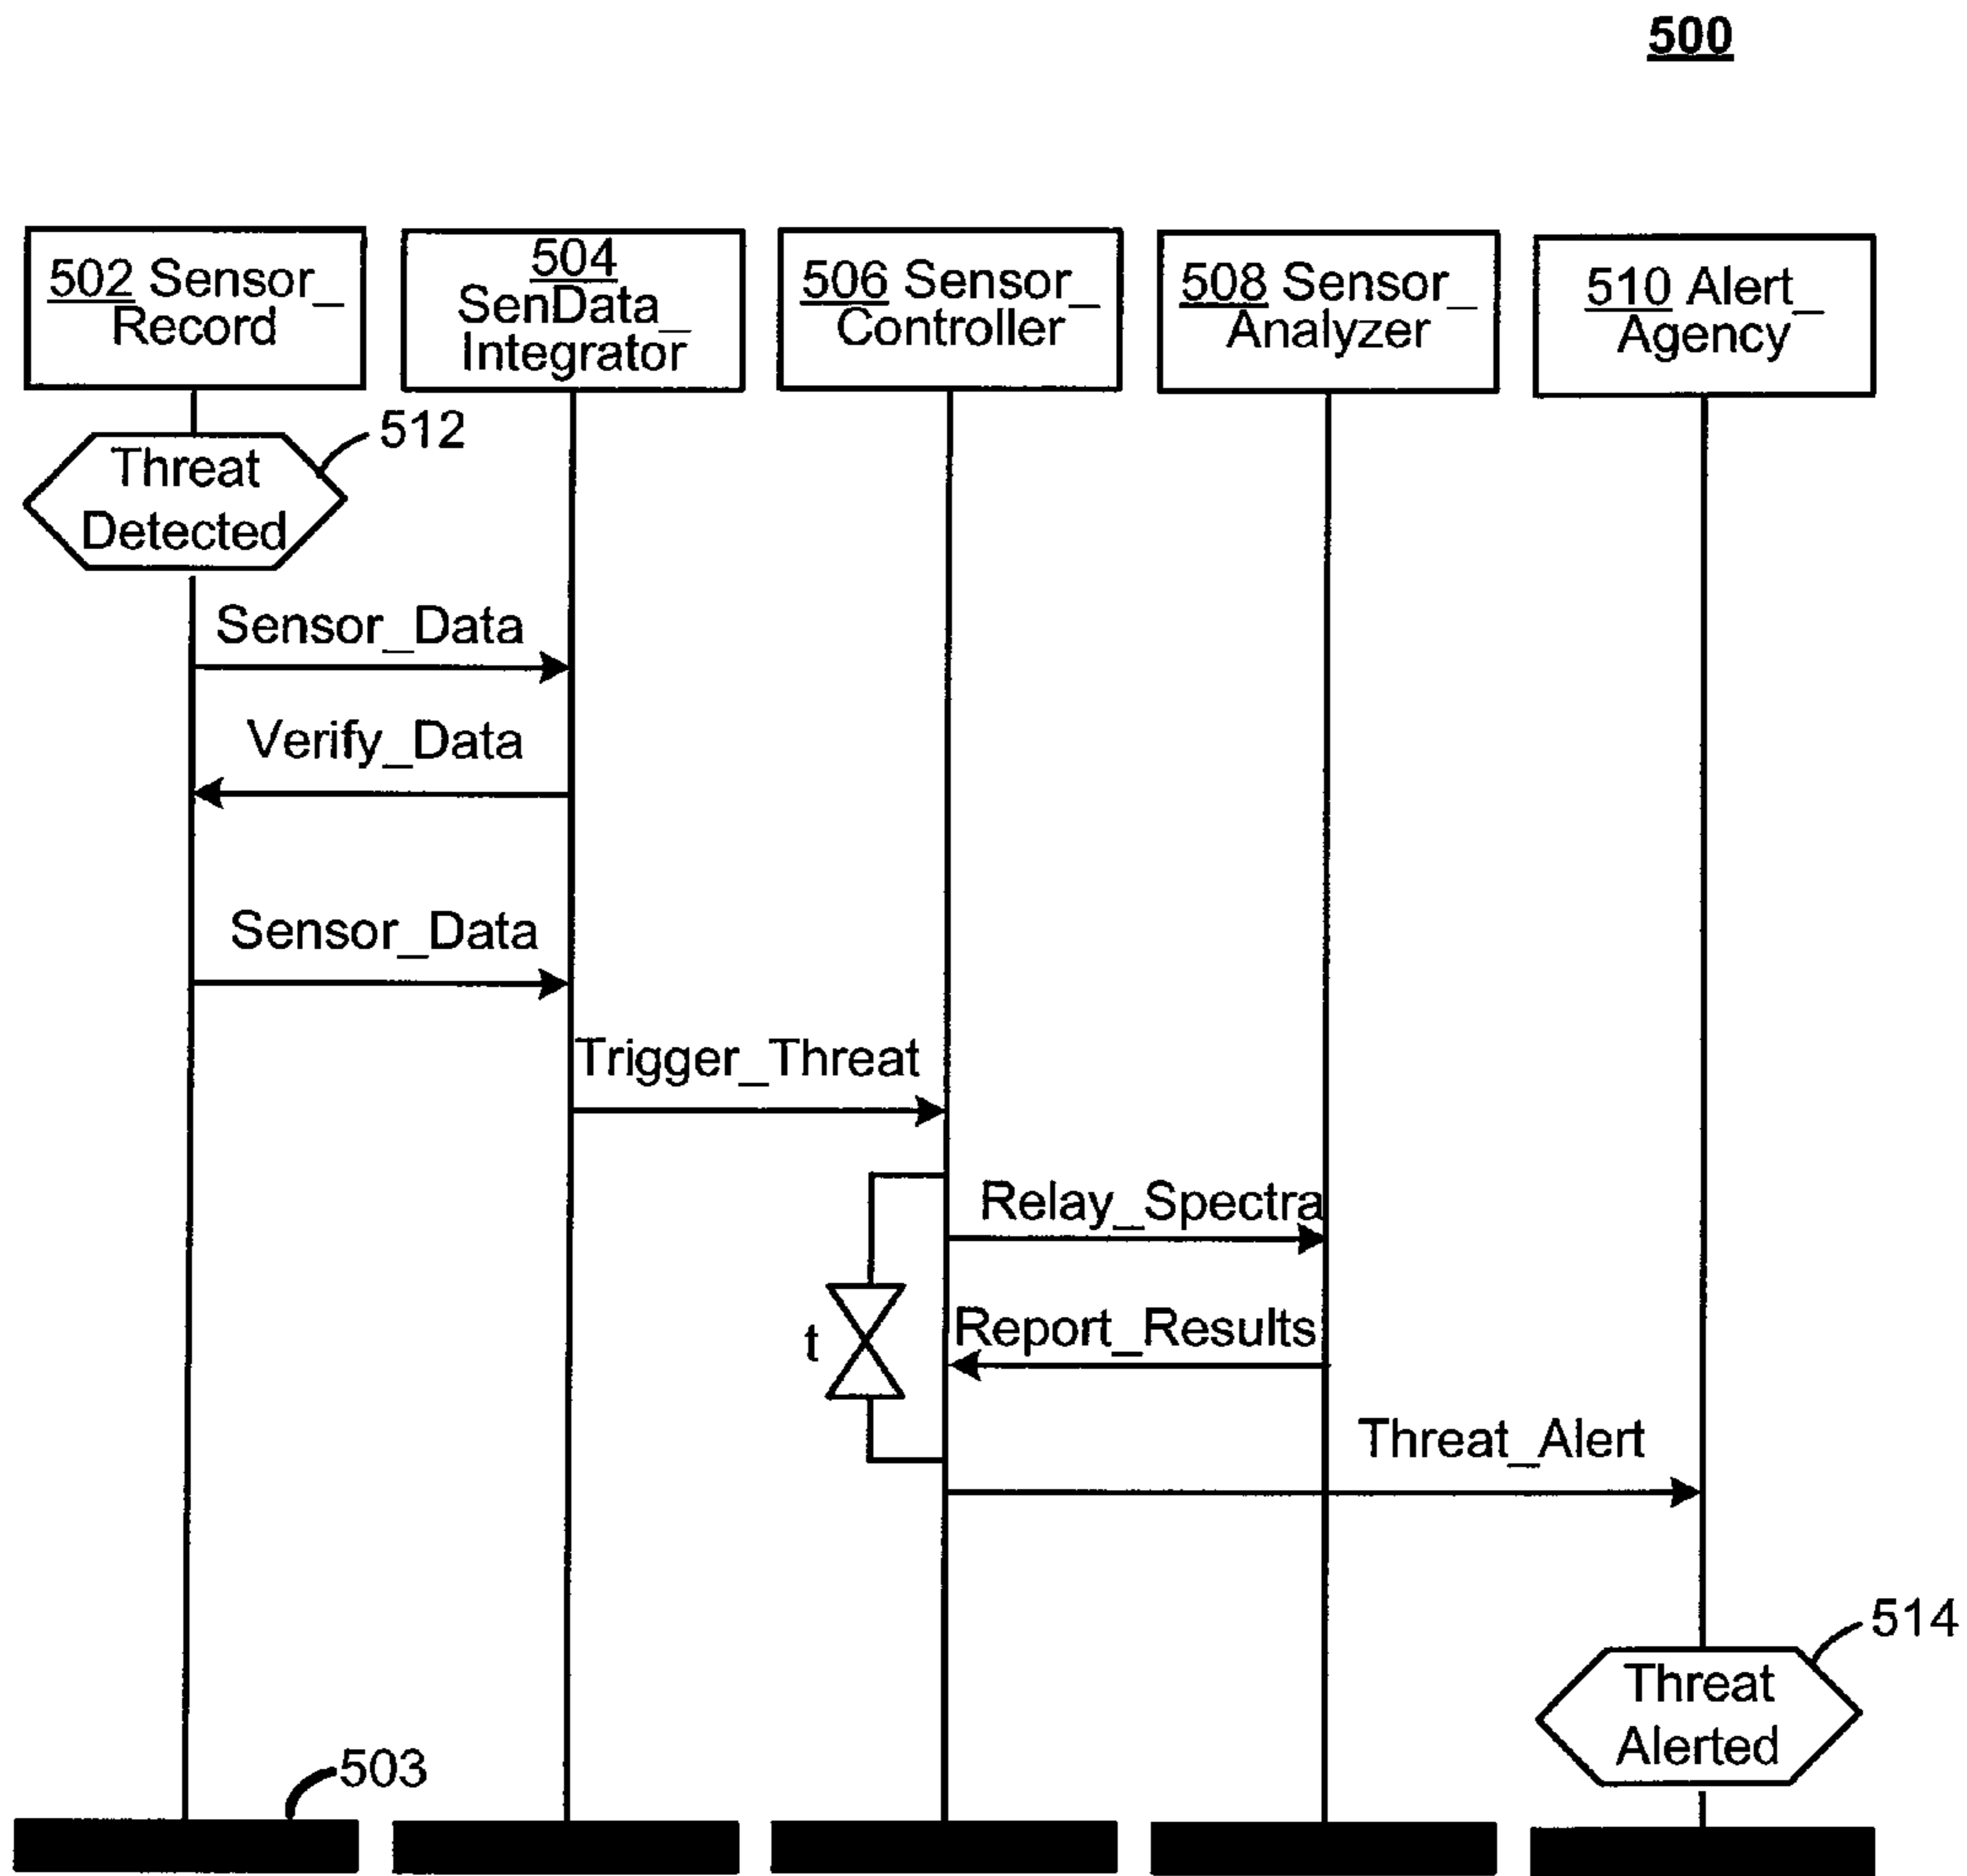 500
502 Sensor_
Record
504
SenData_
Integrator
506 Sensor_
Controller
508 Sensor_
Analyzer
510 Alert_
Agency
512
Threat
Detected
Sensor_Data
Verify_Data
Sensor_Data
Trigger_Threat
Relay_Spectra
t
Report_Results
Threat_Alert
514
Threat
Alerted
503